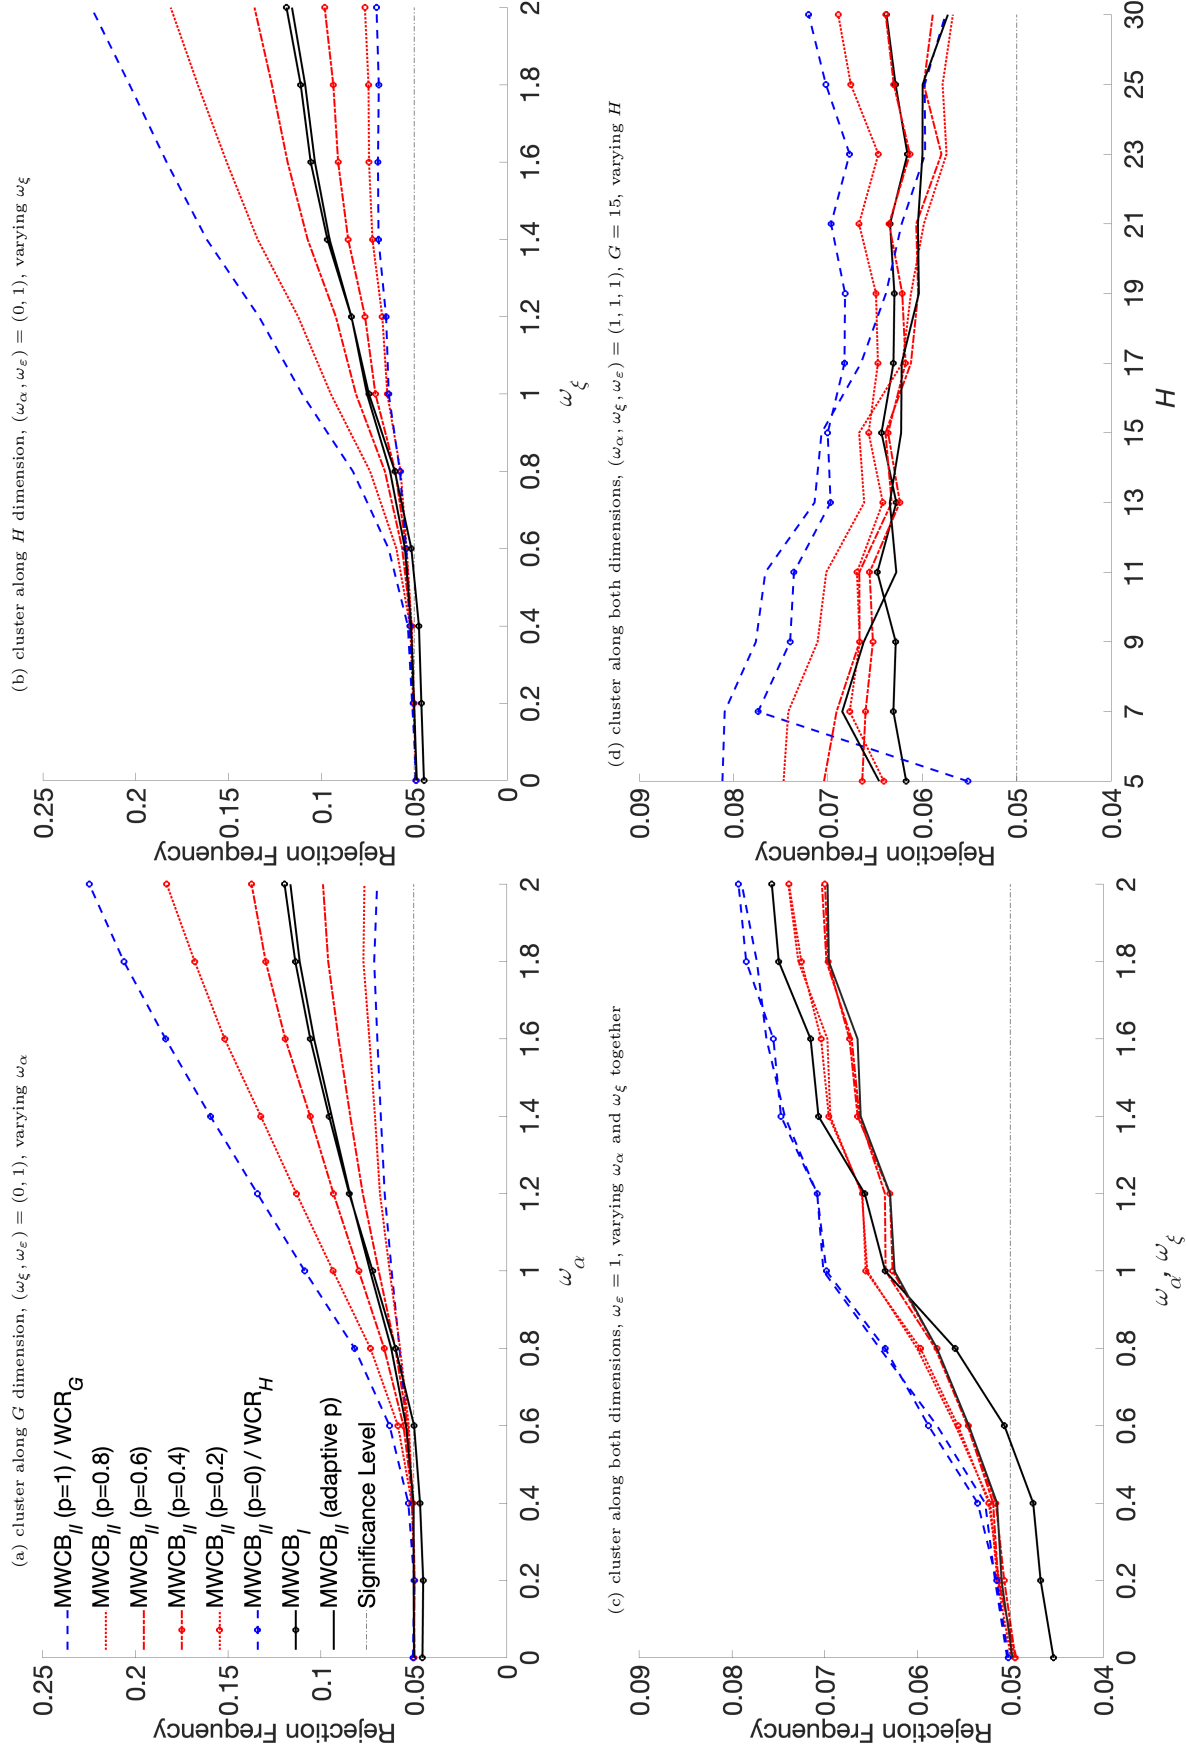 (a) cluster along G dimension, (ω_ξ, ω_ε) = (0, 1), varying ω_α
0.25
0.2
0.15
0.1
0.05
0
Rejection Frequency
MWCB_II (p=1) / WCR_G
MWCB_II (p=0.8)
MWCB_II (p=0.6)
MWCB_II (p=0.4)
MWCB_II (p=0.2)
MWCB_II (p=0) / WCR_H
MWCB_I
MWCB_II (adaptive p)
Significance Level
0 0.2 0.4 0.6 0.8 1 1.2 1.4 1.6 1.8 2
ω_α
(b) cluster along H dimension, (ω_α, ω_ε) = (0, 1), varying ω_ξ
0.25
0.2
0.15
0.1
0.05
0
Rejection Frequency
0 0.2 0.4 0.6 0.8 1 1.2 1.4 1.6 1.8 2
ω_ξ
(c) cluster along both dimensions, ω_ε = 1, varying ω_α and ω_ξ together
0.09
0.08
0.07
0.06
0.05
0.04
Rejection Frequency
0 0.2 0.4 0.6 0.8 1 1.2 1.4 1.6 1.8 2
ω_α, ω_ξ
(d) cluster along both dimensions, (ω_α, ω_ξ, ω_ε) = (1, 1, 1), G = 15, varying H
0.09
0.08
0.07
0.06
0.05
0.04
Rejection Frequency
5 7 9 11 13 15 17 19 21 23 25 30
H